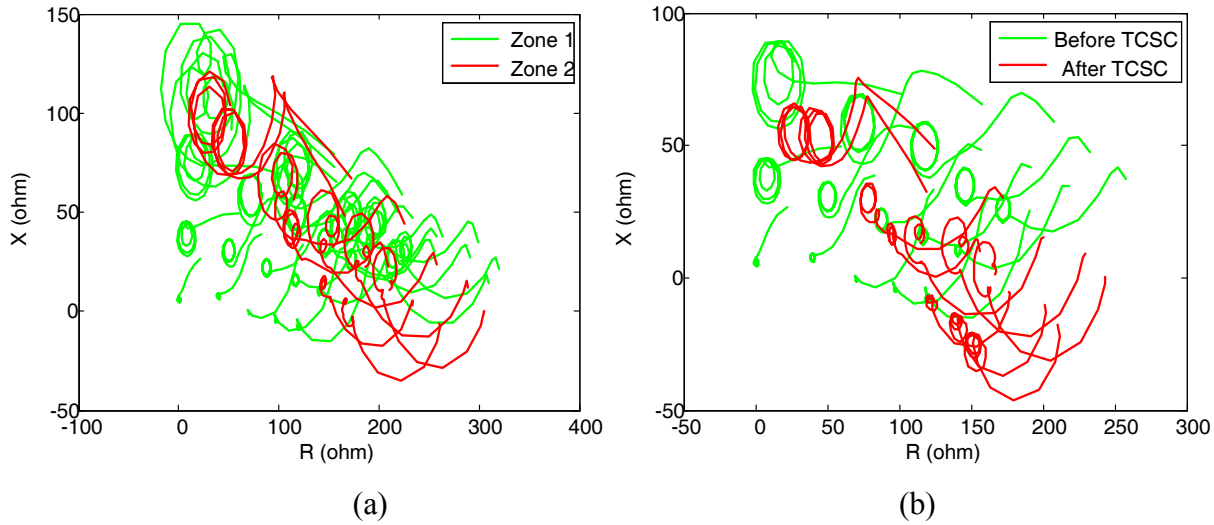 150
100
50
0
-50
-100 0 100 200 300 400
X (ohm)
R (ohm)
Zone 1
Zone 2
(a)
100
50
0
-50
-50 0 50 100 150 200 250 300
X (ohm)
R (ohm)
Before TCSC
After TCSC
(b)